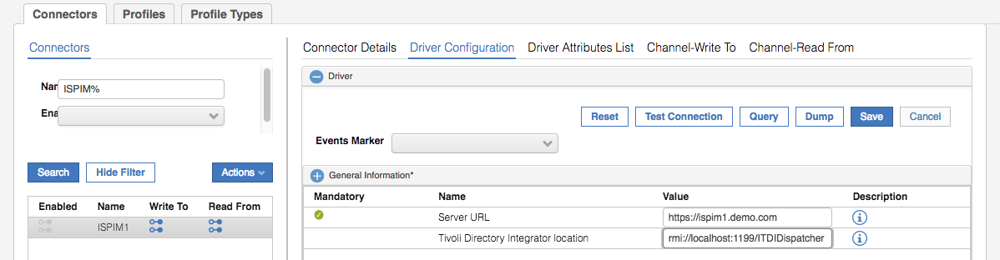 Connectors Profiles Profile Types
Connectors
Connector Details Driver Configuration Driver Attributes List Channel-Write To Channel-Read From
Driver
Nam ISPIM%
Ena
Reset Test Connection Query Dump Save Cancel
Events Marker
Search Hide Filter Actions
General Information*
Mandatory Name Value Description
Enabled Name Write To Read From
Server URL https://ispim1.demo.com
ISPIM1
Tivoli Directory Integrator location rmi://localhost:1199/ITDIDispatcher